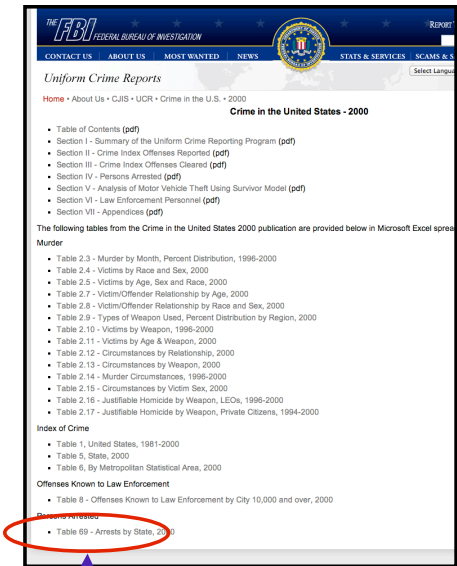 THE FBI FEDERAL BUREAU OF INVESTIGATION
REPORT
CONTACT US | ABOUT US | MOST WANTED | NEWS | STATS & SERVICES | SCAMS & S
Uniform Crime Reports
Select Langua
Home • About Us • CJIS • UCR • Crime in the U.S. • 2000
Crime in the United States - 2000
Table of Contents (pdf)
Section I - Summary of the Uniform Crime Reporting Program (pdf)
Section II - Crime Index Offenses Reported (pdf)
Section III - Crime Index Offenses Cleared (pdf)
Section IV - Persons Arrested (pdf)
Section V - Analysis of Motor Vehicle Theft Using Survivor Model (pdf)
Section VI - Law Enforcement Personnel (pdf)
Section VII - Appendices (pdf)
The following tables from the Crime in the United States 2000 publication are provided below in Microsoft Excel sprea
Murder
Table 2.3 - Murder by Month, Percent Distribution, 1996-2000
Table 2.4 - Victims by Race and Sex, 2000
Table 2.5 - Victims by Age, Sex and Race, 2000
Table 2.7 - Victim/Offender Relationship by Age, 2000
Table 2.8 - Victim/Offender Relationship by Race and Sex, 2000
Table 2.9 - Types of Weapon Used, Percent Distribution by Region, 2000
Table 2.10 - Victims by Weapon, 1996-2000
Table 2.11 - Victims by Age & Weapon, 2000
Table 2.12 - Circumstances by Relationship, 2000
Table 2.13 - Circumstances by Weapon, 2000
Table 2.14 - Murder Circumstances, 1996-2000
Table 2.15 - Circumstances by Victim Sex, 2000
Table 2.16 - Justifiable Homicide by Weapon, LEOs, 1996-2000
Table 2.17 - Justifiable Homicide by Weapon, Private Citizens, 1994-2000
Index of Crime
Table 1, United States, 1981-2000
Table 5, State, 2000
Table 6, By Metropolitan Statistical Area, 2000
Offenses Known to Law Enforcement
Table 8 - Offenses Known to Law Enforcement by City 10,000 and over, 2000
Persons Arrested
Table 69 - Arrests by State, 2000